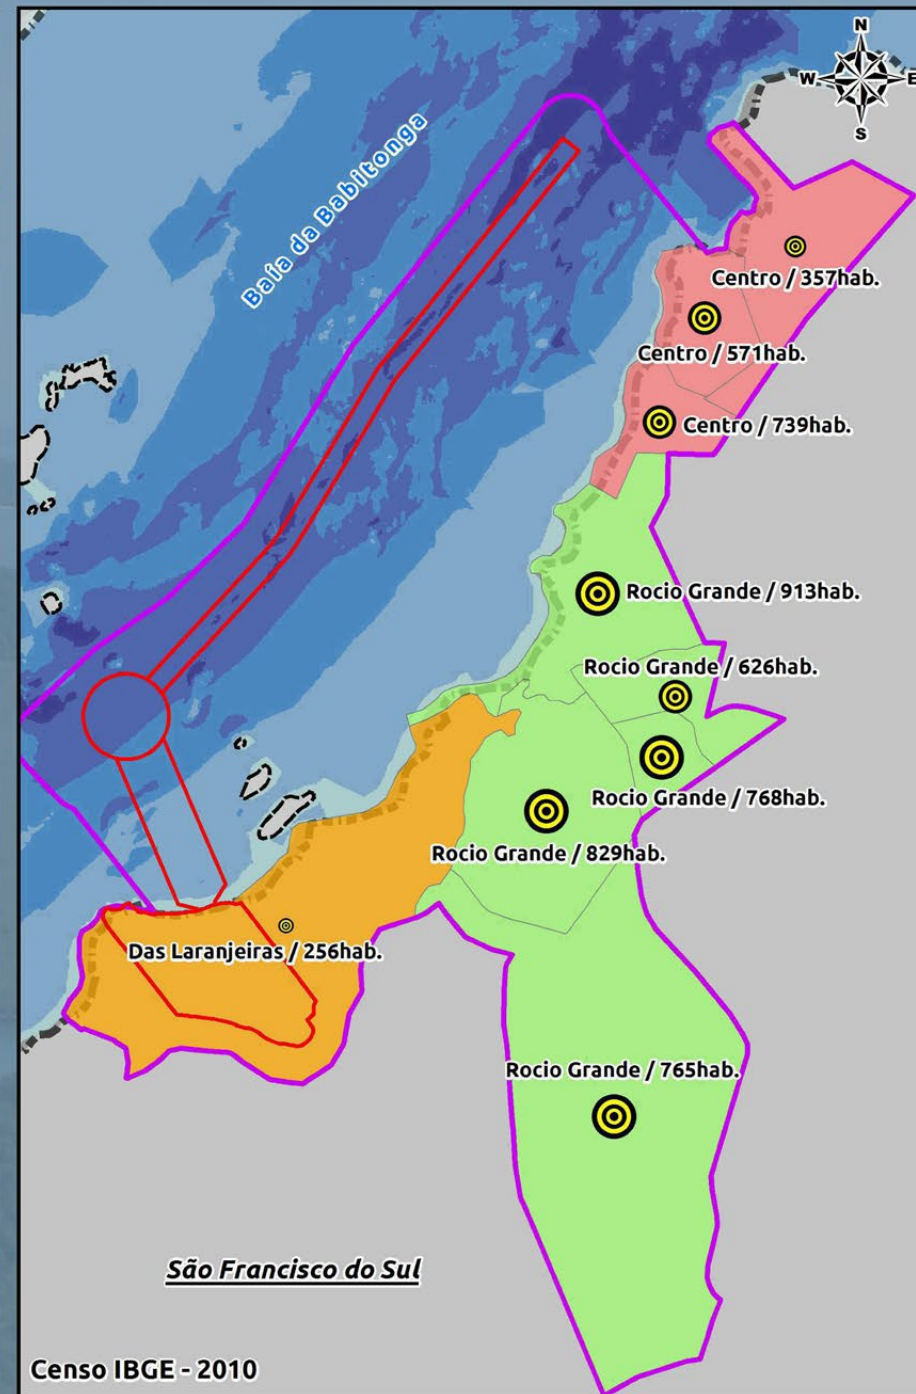 N
W E
S
Baia da Babitonga
Centro / 357hab.
Centro / 571hab.
Centro / 739hab.
Rocio Grande / 913hab.
Rocio Grande / 626hab.
Rocio Grande / 768hab.
Rocio Grande / 829hab.
Das Laranjeiras / 256hab.
Rocio Grande / 765hab.
São Francisco do Sul
Censo IBGE - 2010